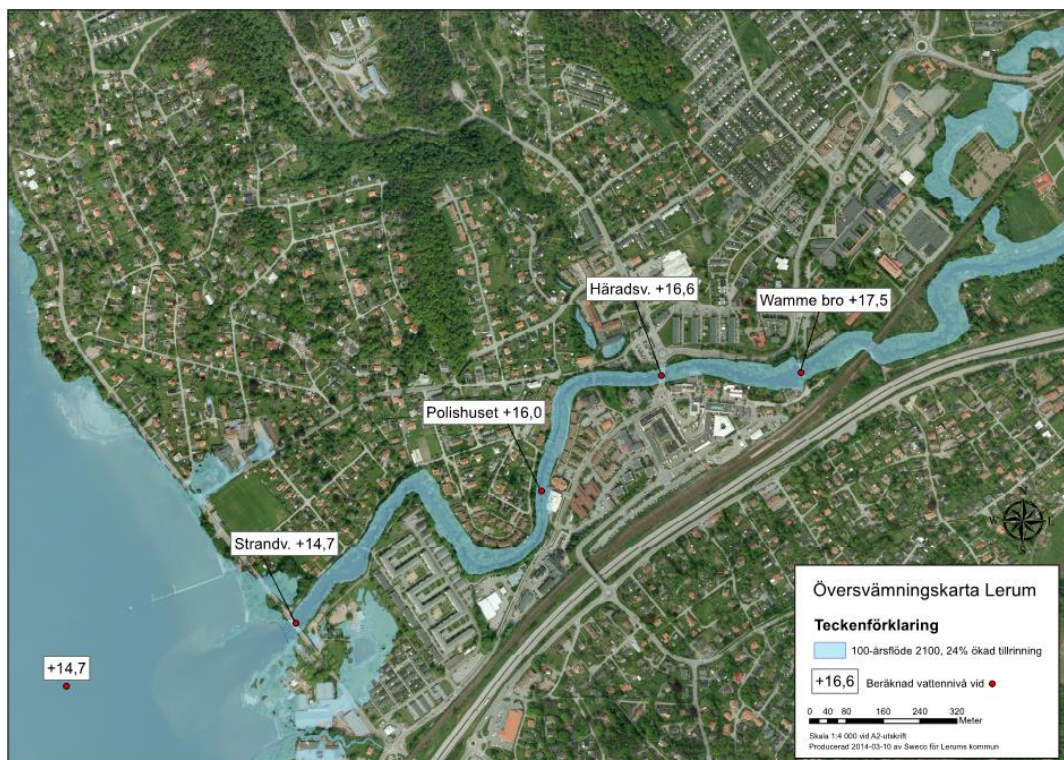 Häradsv. +16,6
Wamme bro +17,5
Polishuset +16,0
Strandv. +14,7
+14,7
N
W
Översvämningskarta Lerum
Teckenförklaring
100-årsflöde 2100, 24% ökad tillrinning
+16,6 Beräknad vattennivå vid
0 40 80 160 240 320
Meter
Skala 1:4 000 vid A2-utskrift
Producerad 2014-03-10 av Sweco för Lerums kommun